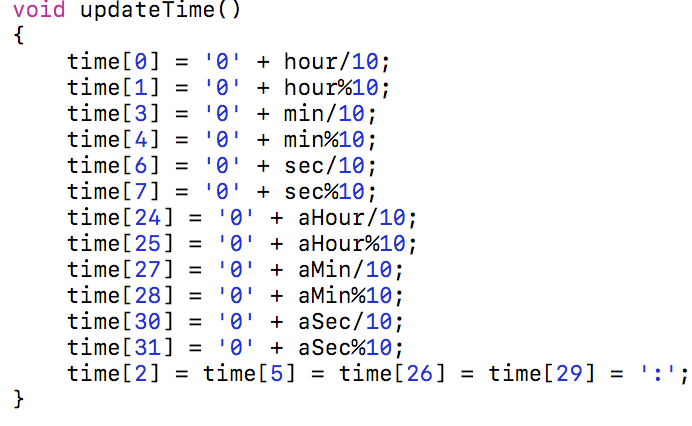 void updateTime()
{
    time[0] = '0' + hour/10;
    time[1] = '0' + hour%10;
    time[3] = '0' + min/10;
    time[4] = '0' + min%10;
    time[6] = '0' + sec/10;
    time[7] = '0' + sec%10;
    time[24] = '0' + aHour/10;
    time[25] = '0' + aHour%10;
    time[27] = '0' + aMin/10;
    time[28] = '0' + aMin%10;
    time[30] = '0' + aSec/10;
    time[31] = '0' + aSec%10;
    time[2] = time[5] = time[26] = time[29] = ':';
}